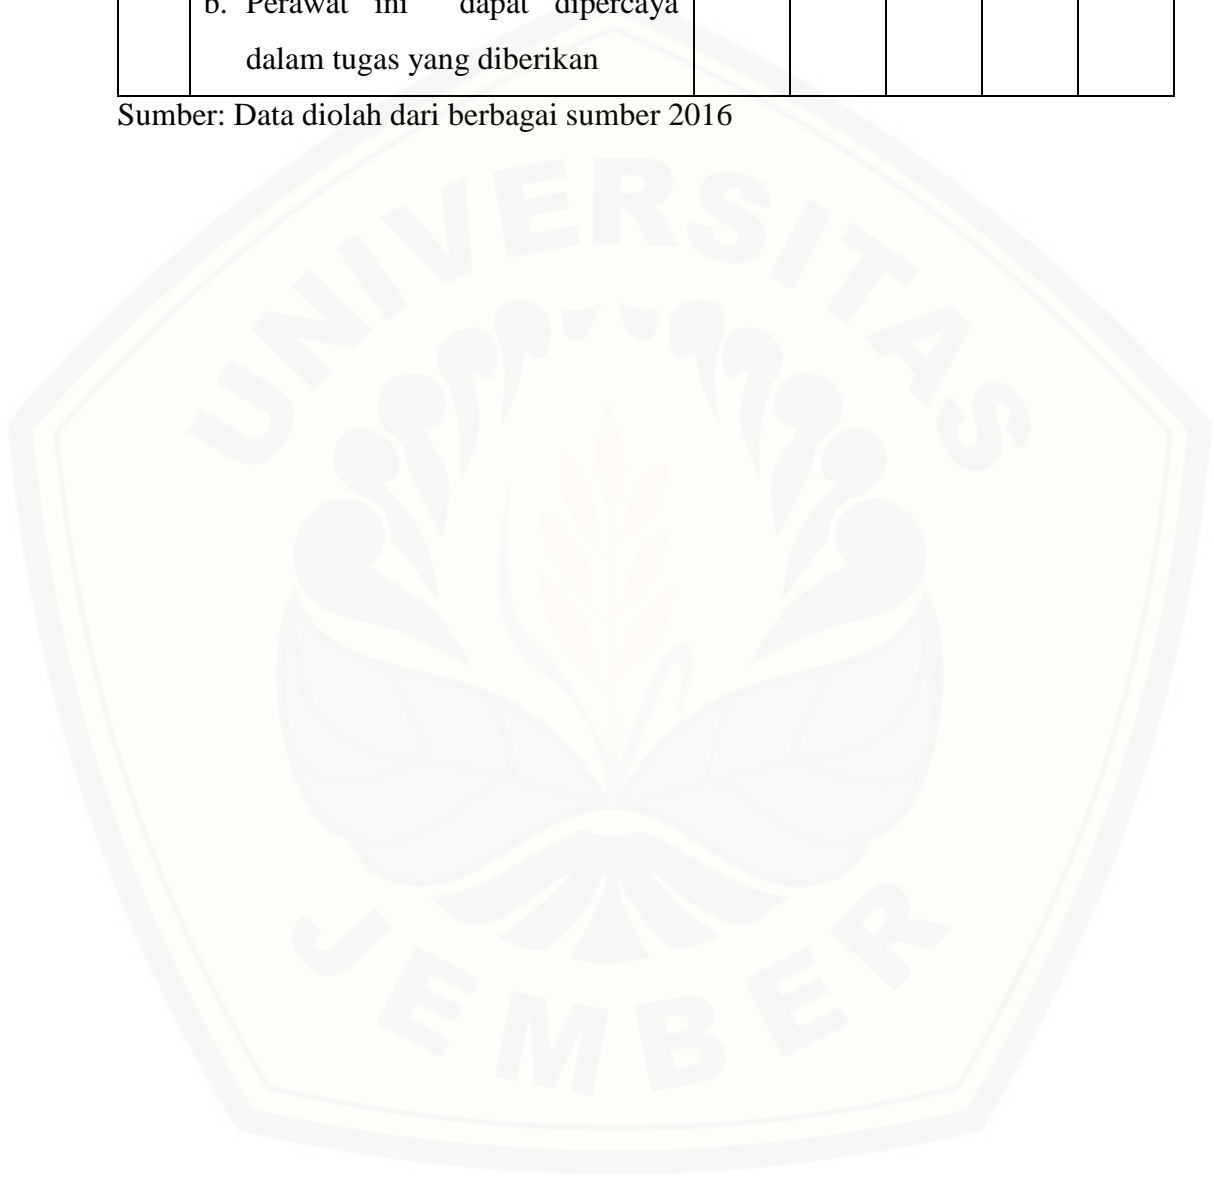 b. Perawat ini dapat dipercaya
dalam tugas yang diberikan
Sumber: Data diolah dari berbagai sumber 2016
UNIVERSITAS
JEMBER